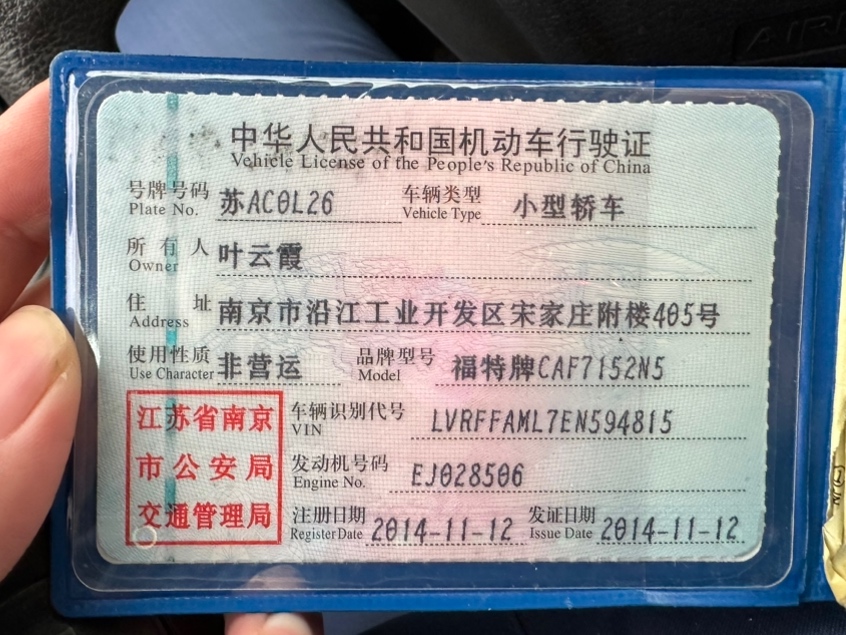 中华人民共和国机动车行驶证
Vehicle License of the People's Republic of China
号牌号码 苏AC0L26 车辆类型 小型轿车
Plate No. Vehicle Type
所有人 叶云霞
Owner
住址 南京市沿江工业开发区宋家庄附楼405号
Address
使用性质 非营运 品牌型号 福特牌CAF7152N5
Use Character Model
江苏省南京
市公安局
交通管理局
车辆识别代号 LVRFFAML7EN594815
VIN
发动机号码 EJ028506
Engine No.
注册日期 2014-11-12 发证日期 2014-11-12
Register Date Issue Date